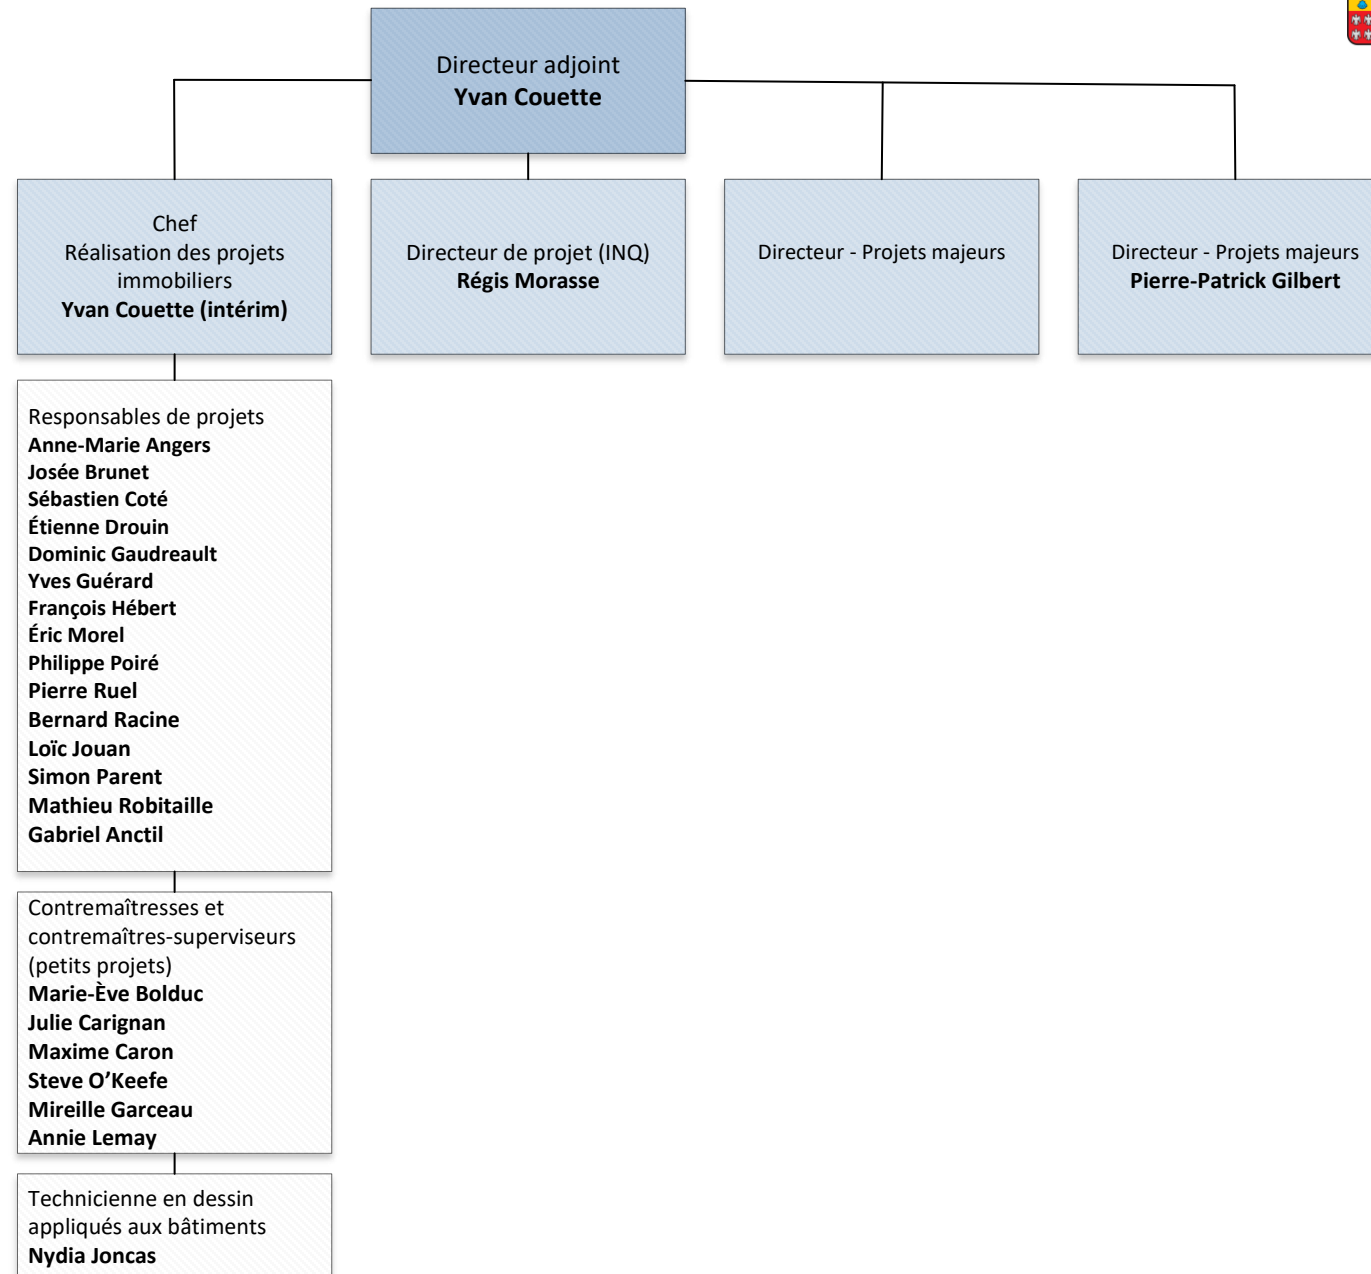 Directeur adjoint
Yvan Couette
Chef
Réalisation des projets
immobiliers
Yvan Couette (intérim)
Directeur de projet (INQ)
Régis Morasse
Directeur - Projets majeurs
Directeur - Projets majeurs
Pierre-Patrick Gilbert
Responsables de projets
Anne-Marie Angers
Josée Brunet
Sébastien Coté
Étienne Drouin
Dominic Gaudreault
Yves Guérard
François Hébert
Éric Morel
Philippe Poiré
Pierre Ruel
Bernard Racine
Loïc Jouan
Simon Parent
Mathieu Robitaille
Gabriel Anctil
Contremaîtresses et
contremaîtres-superviseurs
(petits projets)
Marie-Ève Bolduc
Julie Carignan
Maxime Caron
Steve O’Keefe
Mireille Garceau
Annie Lemay
Technicienne en dessin
appliqués aux bâtiments
Nydia Joncas